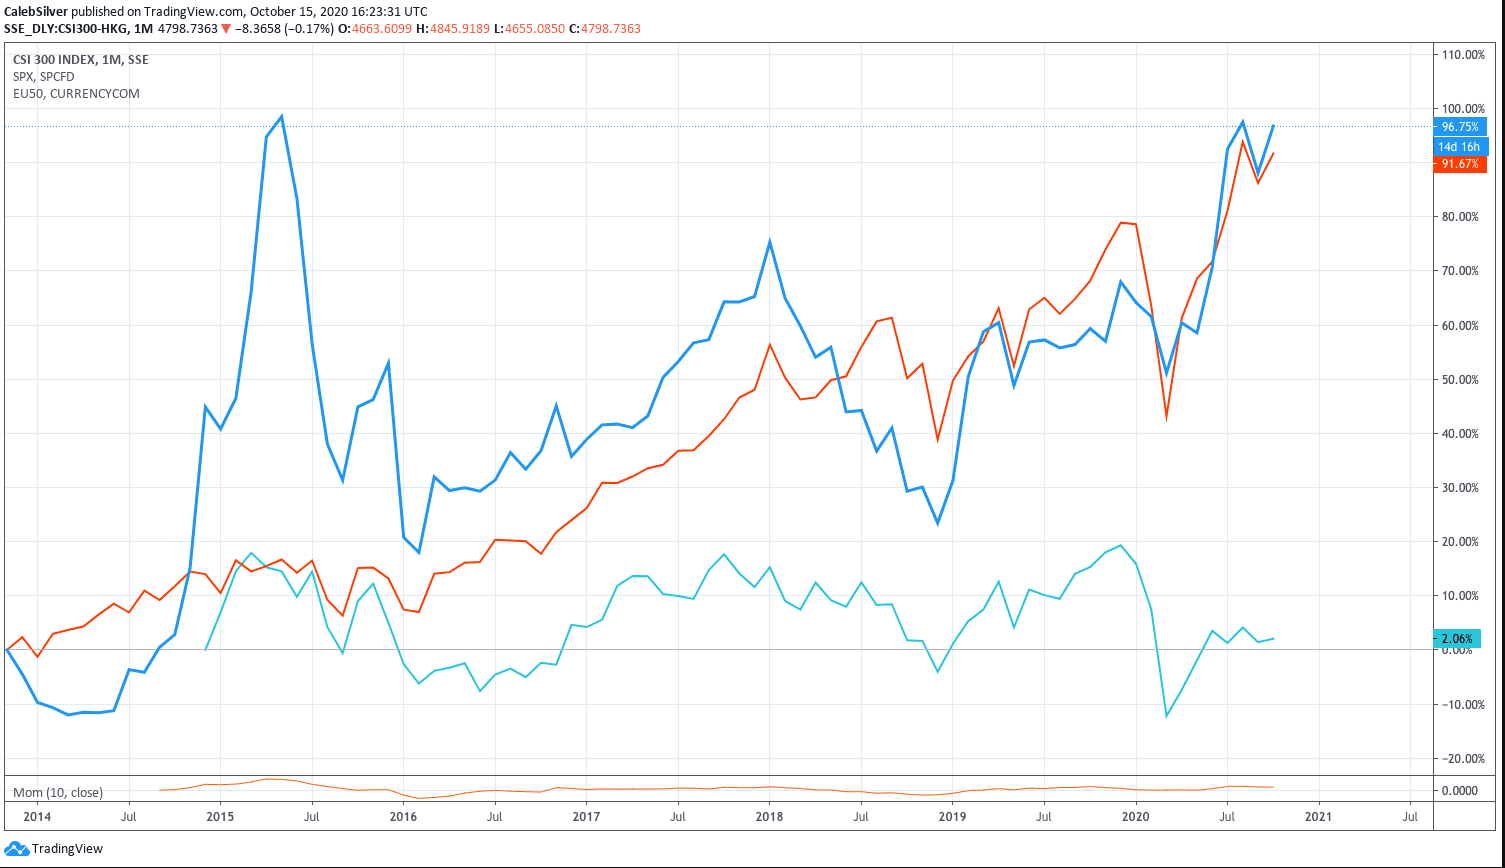 CalebSilver published on TradingView.com, October 15, 2020 16:23:31 UTC
SSE_DLY:CSI300-HKG, 1M 4798.7363 ▼ −8.3658 (−0.17%) O:4663.6099 H:4845.9189 L:4655.0850 C:4798.7363
CSI 300 INDEX, 1M, SSE
SPX, SPCFD
EU50, CURRENCYCOM
110.00%
100.00%
96.75%
14d 16h
91.67%
80.00%
70.00%
60.00%
50.00%
40.00%
30.00%
20.00%
10.00%
2.06%
0.00%
−10.00%
−20.00%
Mom (10, close)
0.0000
2014 Jul 2015 Jul 2016 Jul 2017 Jul 2018 Jul 2019 Jul 2020 Jul 2021 Jul
TradingView